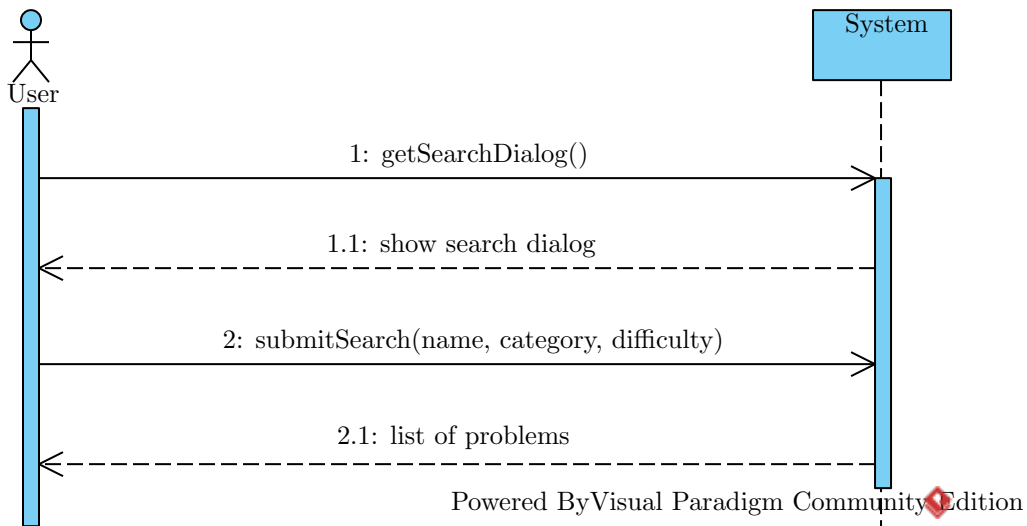 System
User
1: getSearchDialog()
1.1: show search dialog
2: submitSearch(name, category, difficulty)
2.1: list of problems
Powered ByVisual Paradigm Community Edition